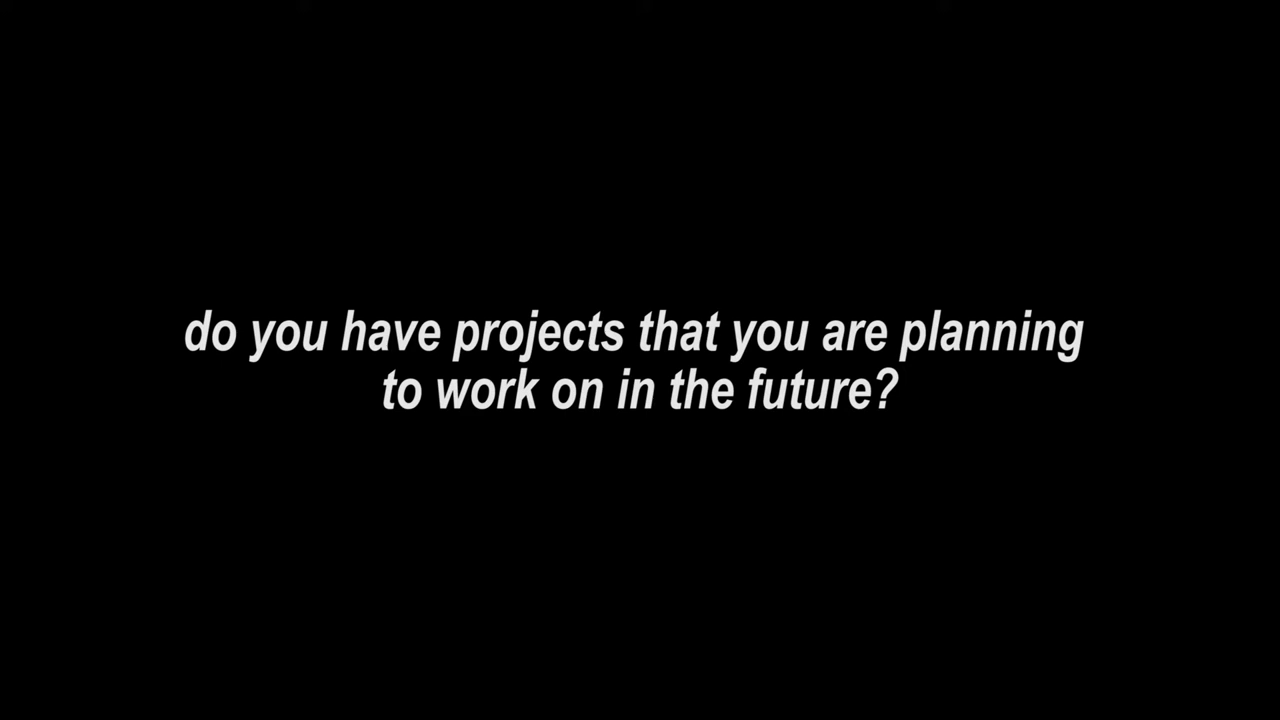 do you have projects that you are planning
to work on in the future?